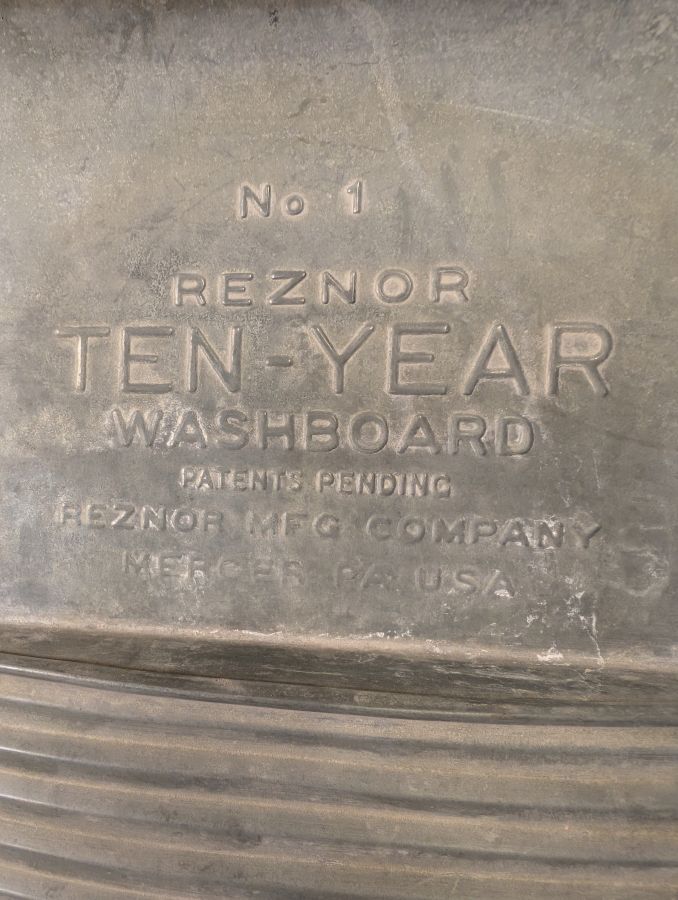 No 1
REZNOR
TEN-YEAR
WASHBOARD
PATENTS PENDING
REZNOR MFG COMPANY
MERCER PA USA